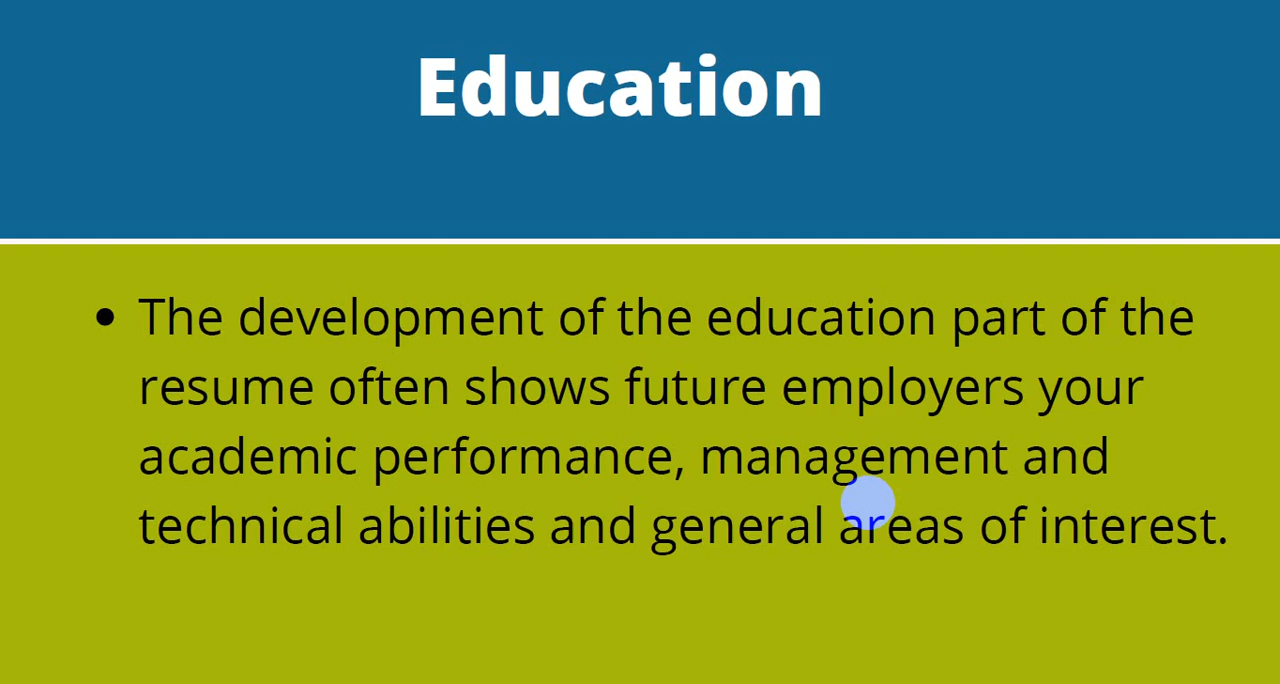 Education
• The development of the education part of the
resume often shows future employers your
academic performance, management and
technical abilities and general areas of interest.